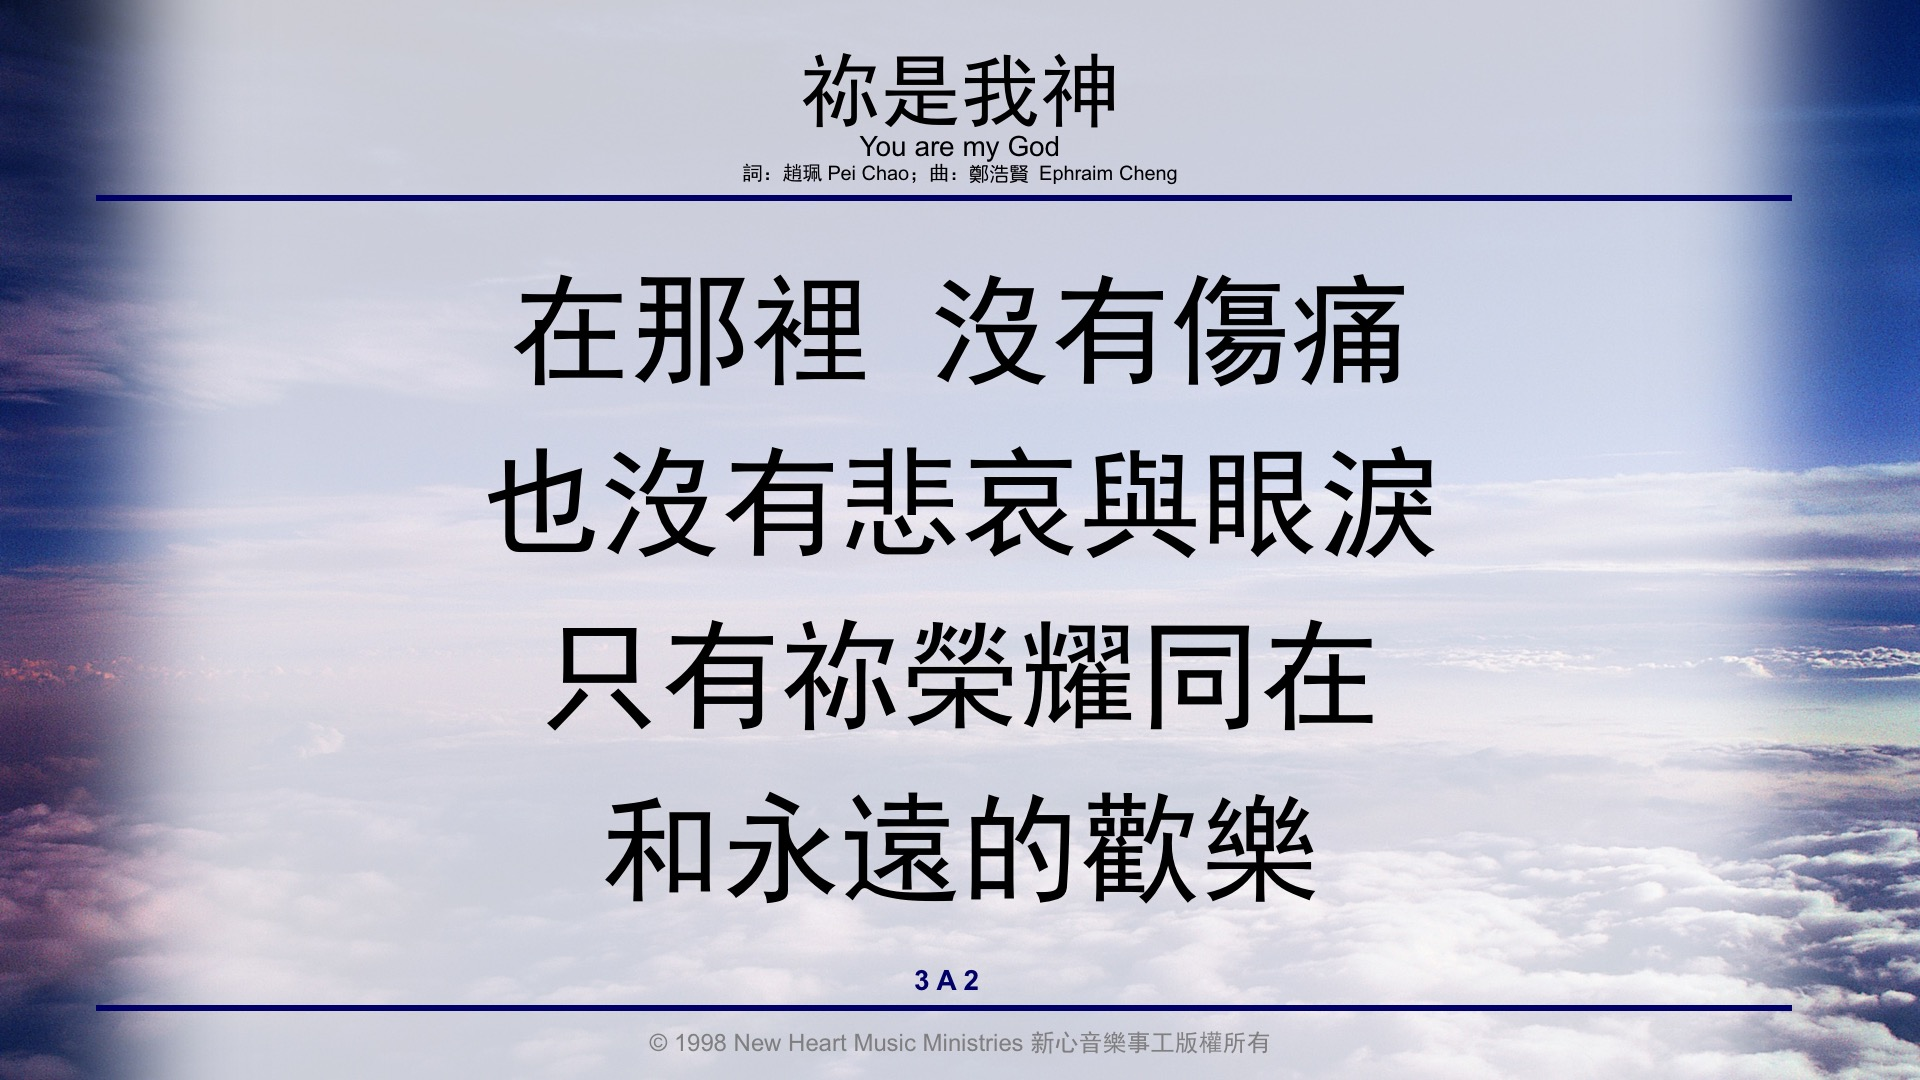 祢是我神
You are my God
詞：趙珮 Pei Chao；曲：鄭浩賢 Ephraim Cheng
在那裡 沒有傷痛
也沒有悲哀與眼淚
只有祢榮耀同在
和永遠的歡樂
3 A 2
© 1998 New Heart Music Ministries 新心音樂事工版權所有